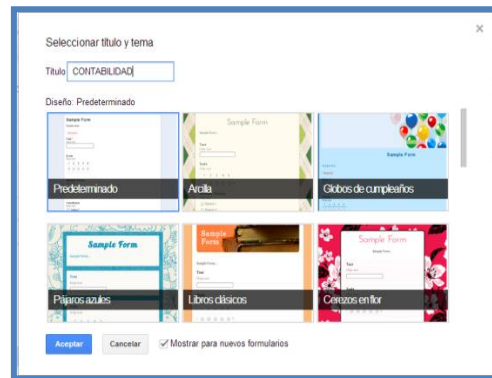 Seleccionar título y tema
Título CONTABILIDAD
Diseño: Predeterminado
Sample Form
Sample Form
Sample Form
Predeterminado
Arcilla
Globos de cumpleaños
Sample Form
Sample Form
Sample Form
Pájaros azules
Libros clásicos
Cerezos en flor
Aceptar
Cancelar
Mostrar para nuevos formularios